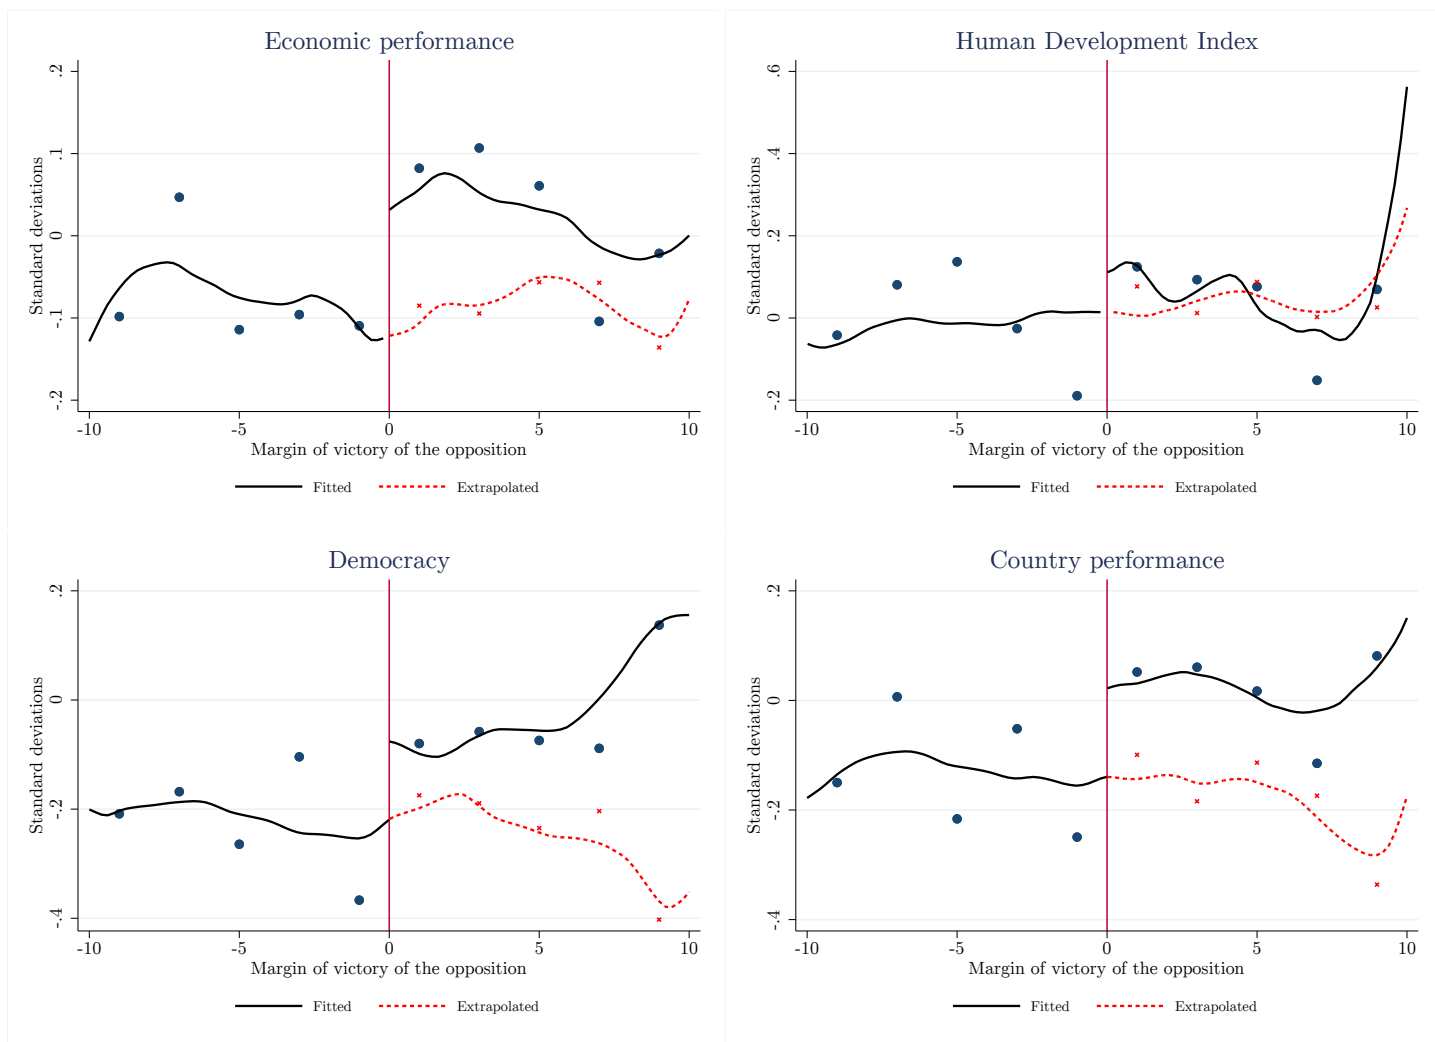 Economic performance
Standard deviations
.2
.1
0
-.1
-.2
-10 -5 0 5 10
Margin of victory of the opposition
Fitted Extrapolated
Human Development Index
Standard deviations
.6
.4
.2
0
-.2
-10 -5 0 5 10
Margin of victory of the opposition
Fitted Extrapolated
Democracy
Standard deviations
.2
0
-.2
-.4
-10 -5 0 5 10
Margin of victory of the opposition
Fitted Extrapolated
Country performance
Standard deviations
.2
0
-.2
-.4
-10 -5 0 5 10
Margin of victory of the opposition
Fitted Extrapolated